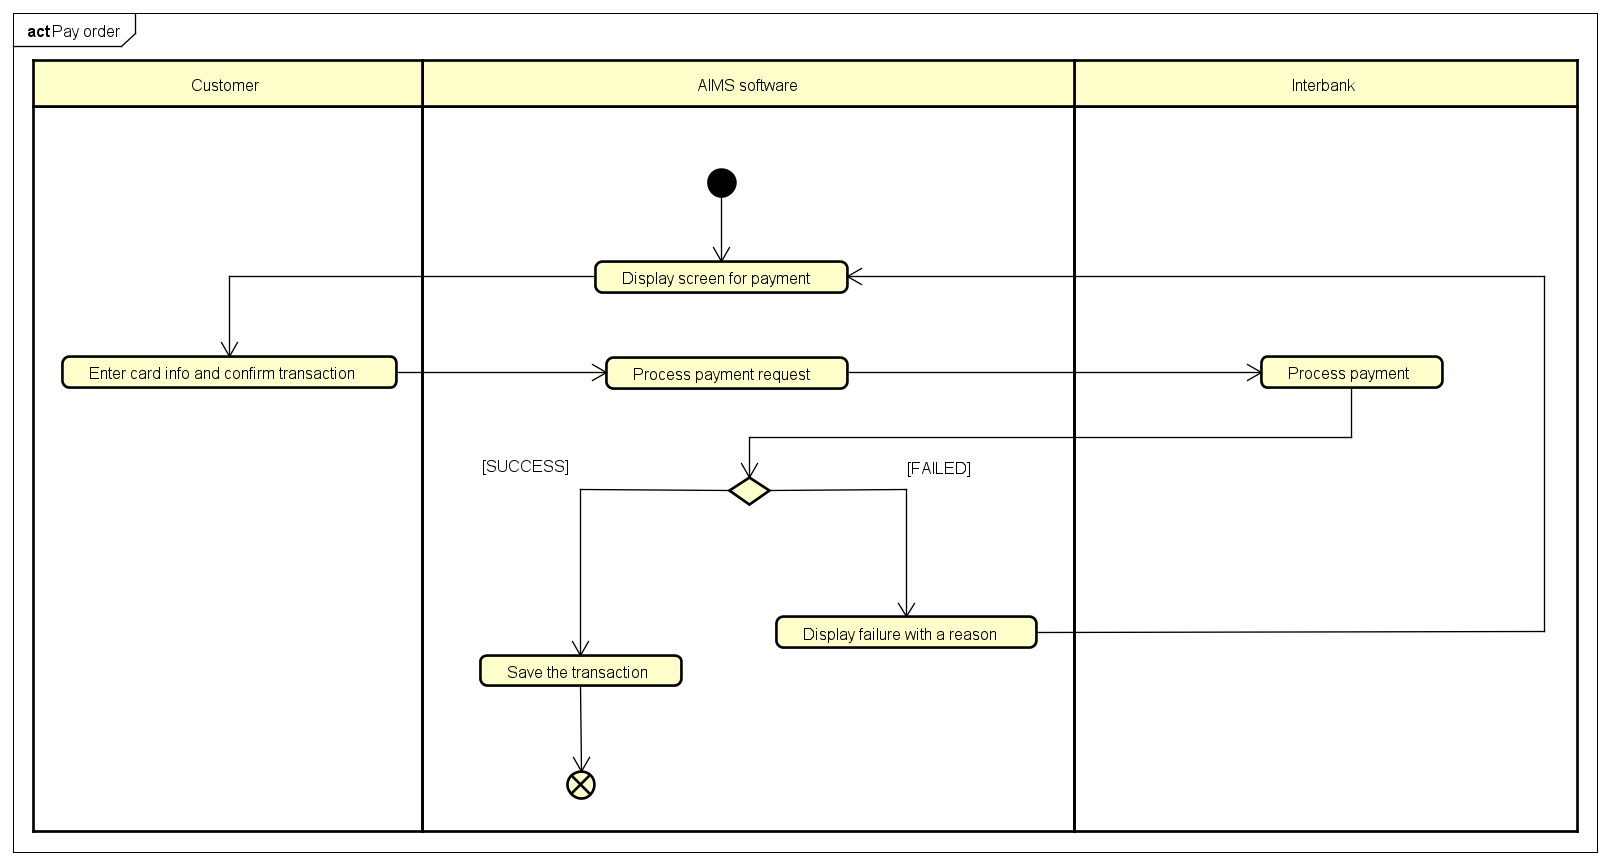 act Pay order
Customer
AIMS software
Interbank
Display screen for payment
Enter card info and confirm transaction
Process payment request
Process payment
[SUCCESS]
[FAILED]
Display failure with a reason
Save the transaction